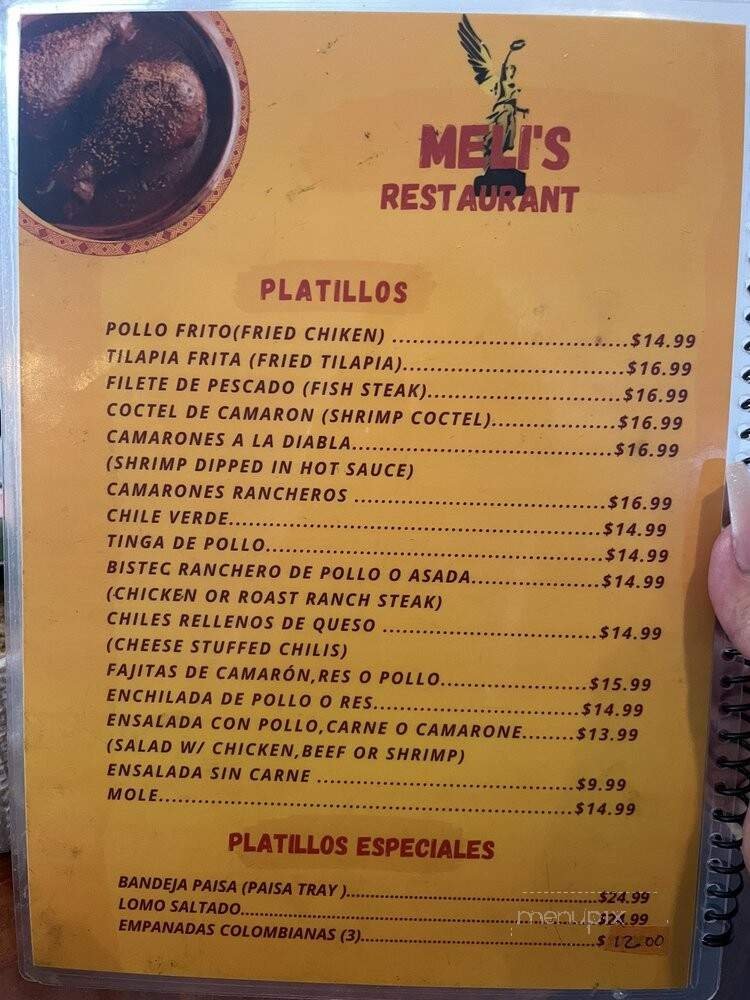 MELI'S
RESTAURANT
PLATILLOS
POLLO FRITO(FRIED CHIKEN) ..............................$14.99
TILAPIA FRITA (FRIED TILAPIA)............................$16.99
FILETE DE PESCADO (FISH STEAK).........................$16.99
COCTEL DE CAMARON (SHRIMP COCTEL)................$16.99
CAMARONES A LA DIABLA.................................$16.99
(SHRIMP DIPPED IN HOT SAUCE)
CAMARONES RANCHEROS ................................$16.99
CHILE VERDE...............................................$14.99
TINGA DE POLLO...........................................$14.99
BISTEC RANCHERO DE POLLO O ASADA.................$14.99
(CHICKEN OR ROAST RANCH STEAK)
CHILES RELLENOS DE QUESO ...........................$14.99
(CHEESE STUFFED CHILIS)
FAJITAS DE CAMARÓN,RES O POLLO...................$15.99
ENCHILADA DE POLLO O RES..........................$14.99
ENSALADA CON POLLO,CARNE O CAMARONE.......$13.99
(SALAD W/ CHICKEN,BEEF OR SHRIMP)
ENSALADA SIN CARNE .................................$9.99
MOLE.....................................................$14.99
PLATILLOS ESPECIALES
BANDEJA PAISA (PAISA TRAY )..........................................$24.99
LOMO SALTADO.........................................................$24.99
EMPANADAS COLOMBIANAS (3).......................................$ 12.00
menupix